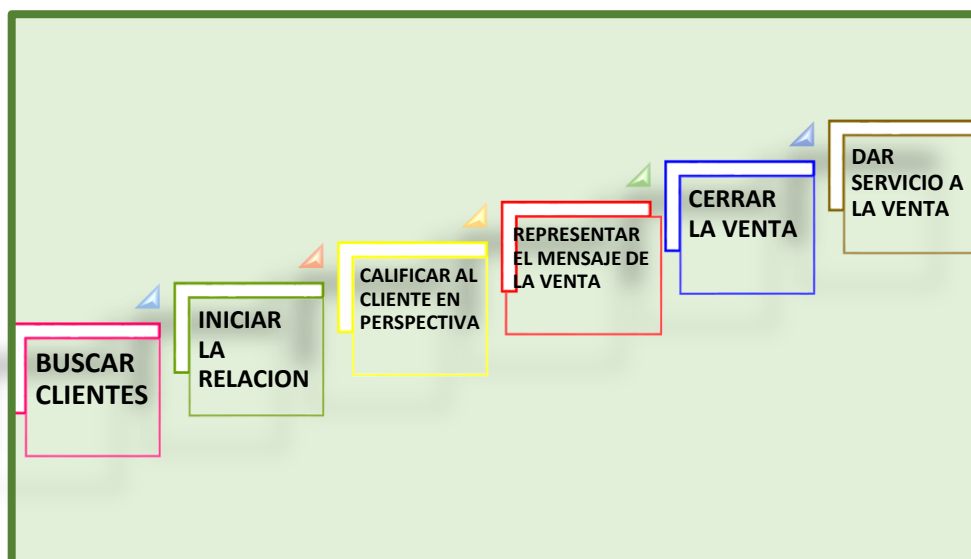 BUSCAR
CLIENTES
INICIAR
LA
RELACION
CALIFICAR AL
CLIENTE EN
PERSPECTIVA
REPRESENTAR
EL MENSAJE DE
LA VENTA
CERRAR
LA VENTA
DAR
SERVICIO A
LA VENTA